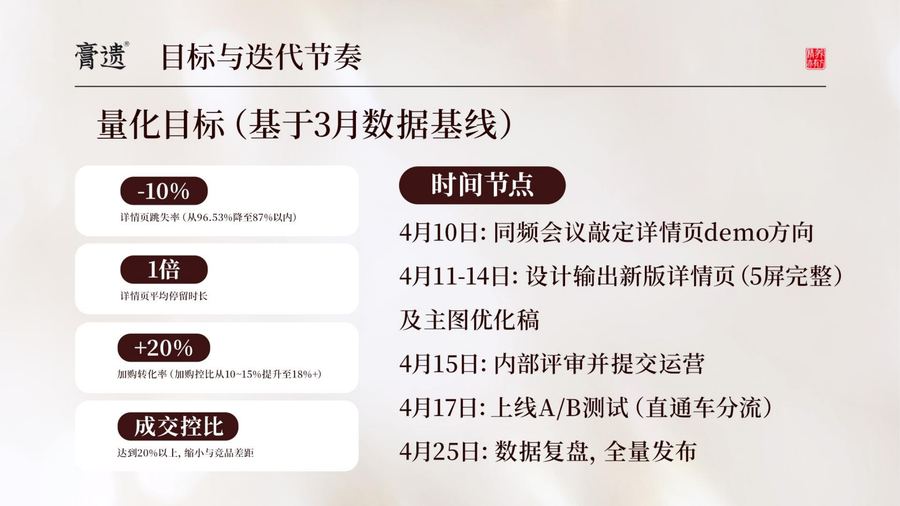 膏遗®
目标与迭代节奏
量化目标（基于3月数据基线）
-10%
详情页跳失率（从96.53%降至87%以内）
1倍
详情页平均停留时长
+20%
加购转化率（加购控比从10~15%提升至18%+）
成交控比
达到20%以上，缩小与竞品差距
时间节点
4月10日：同频会议敲定详情页demo方向
4月11-14日：设计输出新版详情页（5屏完整）
及主图优化稿
4月15日：内部评审并提交运营
4月17日：上线A/B测试（直通车分流）
4月25日：数据复盘，全量发布